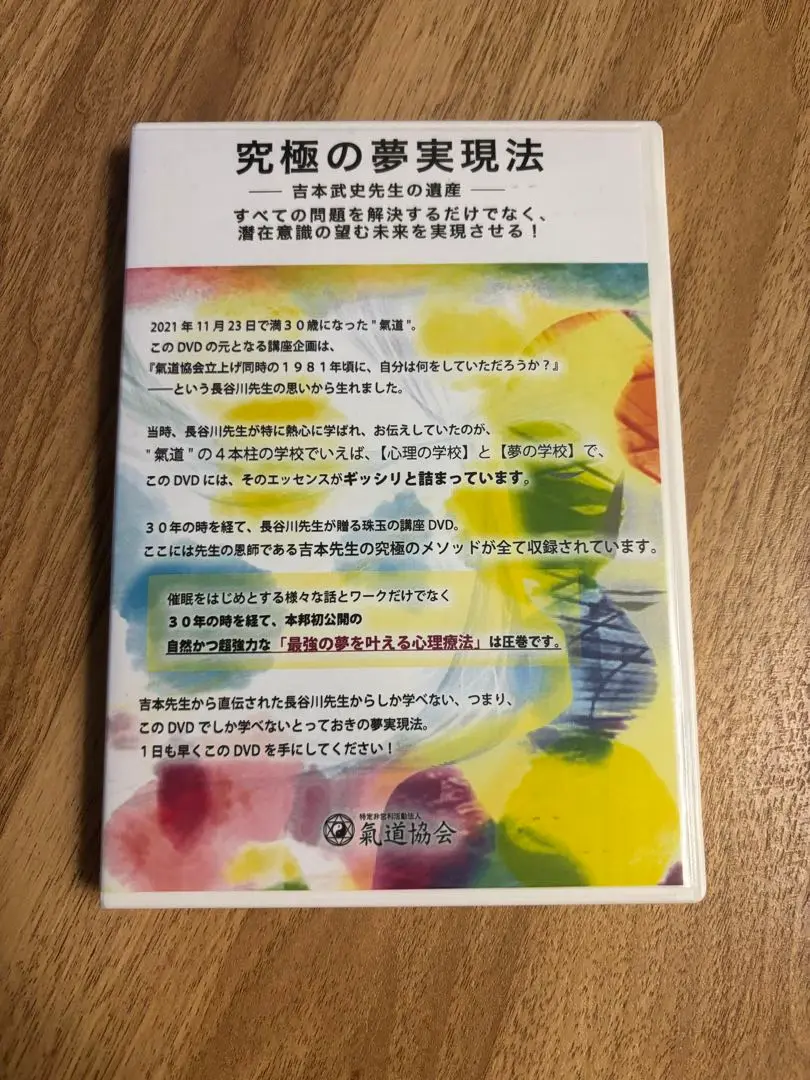 究極の夢実現法
── 吉本武史先生の遺産 ──
すべての問題を解決するだけでなく、
潜在意識の望む未来を実現させる！
2021年11月23日で満３０歳になった"氣道"。
このDVDの元となる講座企画は、
『氣道協会立上げ同時の１９８１年頃に、自分は何をしていただろうか？』
──という長谷川先生の思いから生れました。
当時、長谷川先生が特に熱心に学ばれ、お伝えしていたのが、
"氣道"の４本柱の学校でいえば、【心理の学校】と【夢の学校】で、
このDVDには、そのエッセンスがギッシリと詰まっています。
３０年の時を経て、長谷川先生が贈る珠玉の講座DVD。
ここには先生の恩師である吉本先生の究極のメソッドが全て収録されています。
催眠をはじめとする様々な話とワークだけでなく
３０年の時を経て、本邦初公開の
自然かつ超強力な「最強の夢を叶える心理療法」は圧巻です。
吉本先生から直伝された長谷川先生からしか学べない、つまり、
このDVDでしか学べないとっておきの夢実現法。
１日も早くこのDVDを手にしてください！
特定非営利活動法人
氣道協会